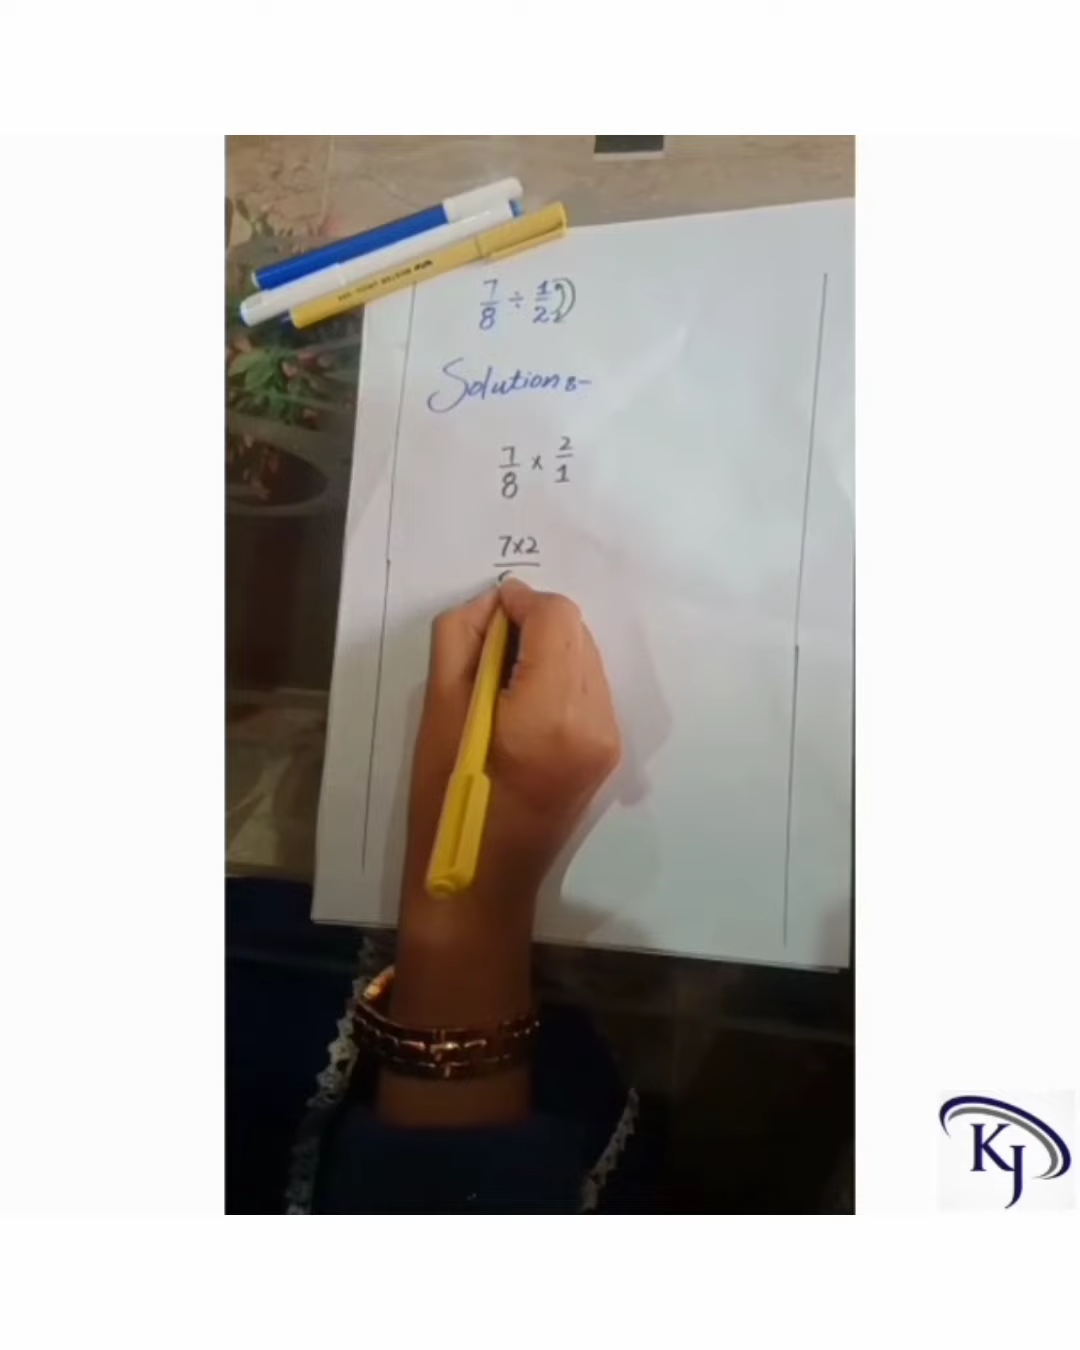 7/8 ÷ 1/2
Solution :-
7/8 × 2/1
7×2
KJ